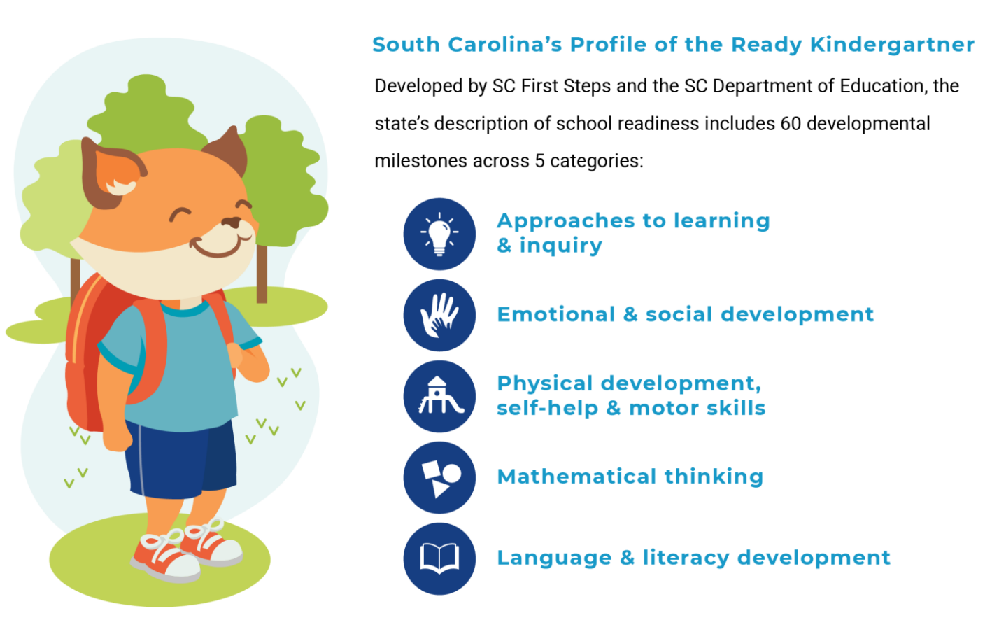 South Carolina’s Profile of the Ready Kindergartner
Developed by SC First Steps and the SC Department of Education, the
state’s description of school readiness includes 60 developmental
milestones across 5 categories:
Approaches to learning
& inquiry
Emotional & social development
Physical development,
self-help & motor skills
Mathematical thinking
Language & literacy development